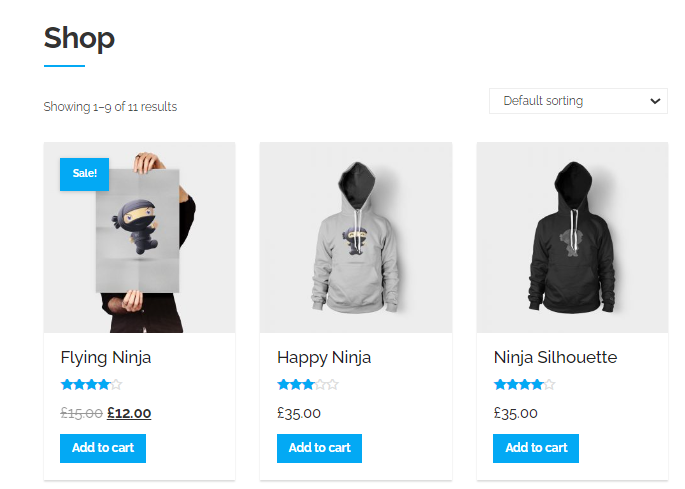 Shop
Showing 1–9 of 11 results
Default sorting
Sale!
Flying Ninja
£15.00 £12.00
Add to cart
Happy Ninja
£35.00
Add to cart
Ninja Silhouette
£35.00
Add to cart